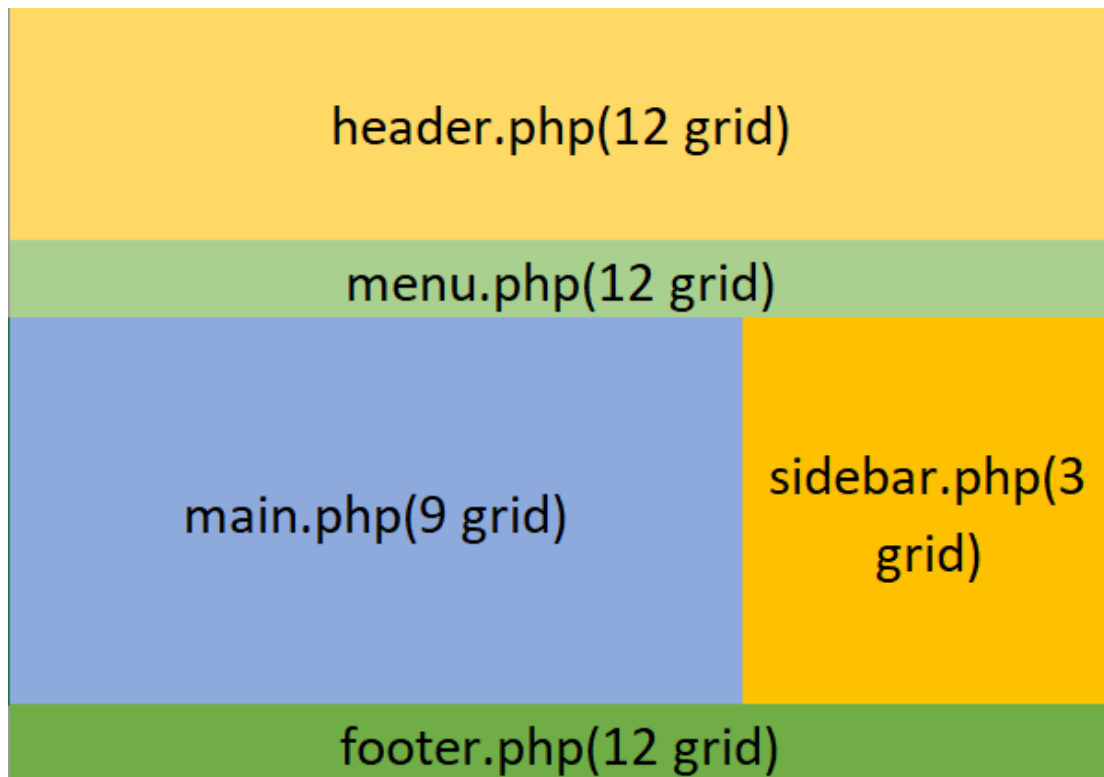 header.php(12 grid)
menu.php(12 grid)
main.php(9 grid)
sidebar.php(3
grid)
footer.php(12 grid)